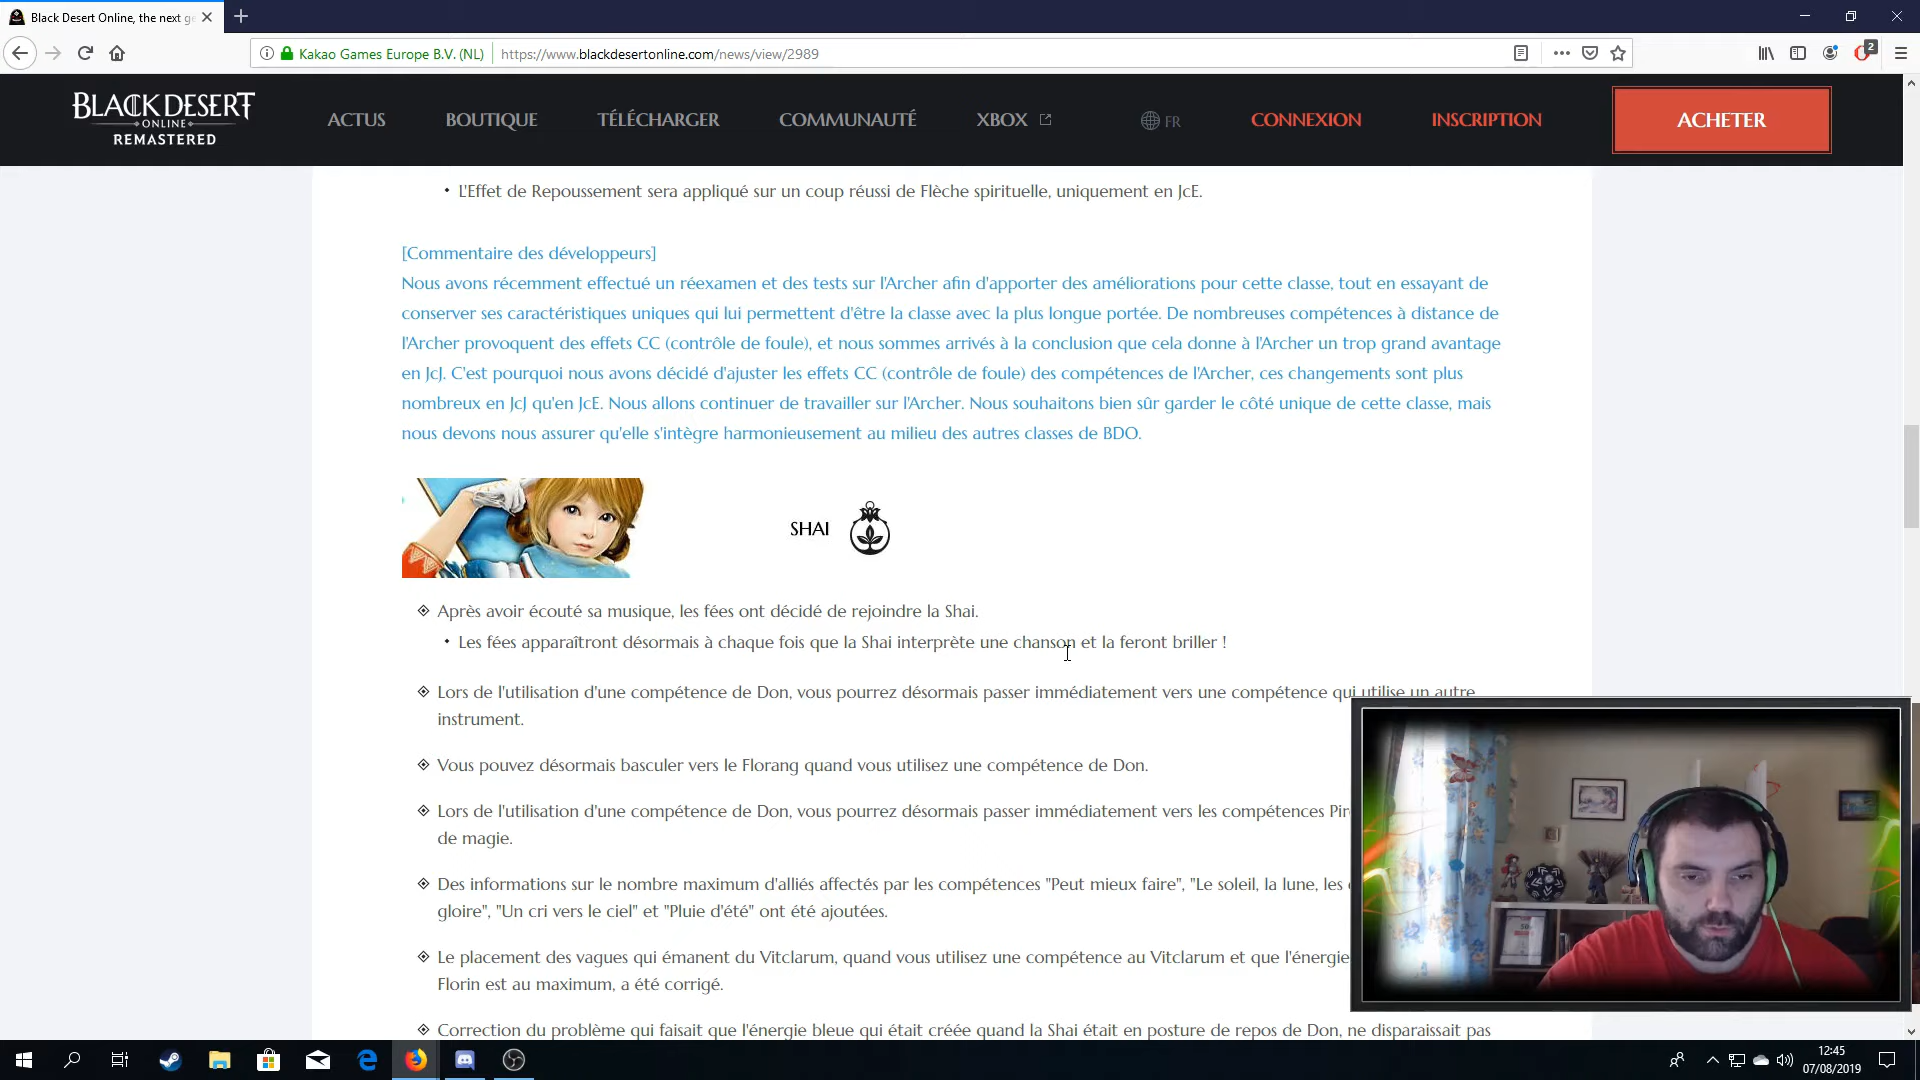 Black Desert Online, the next ge
Kakao Games Europe B.V. (NL)
https://www.blackdesertonline.com/news/view/2989
2
BLACK DESERT
ONLINE
REMASTERED
ACTUS
BOUTIQUE
TÉLÉCHARGER
COMMUNAUTÉ
XBOX
FR
CONNEXION
INSCRIPTION
ACHETER
• L'Effet de Repoussement sera appliqué sur un coup réussi de Flèche spirituelle, uniquement en JcE.
[Commentaire des développeurs]
Nous avons récemment effectué un réexamen et des tests sur l'Archer afin d'apporter des améliorations pour cette classe, tout en essayant de
conserver ses caractéristiques uniques qui lui permettent d'être la classe avec la plus longue portée. De nombreuses compétences à distance de
l'Archer provoquent des effets CC (contrôle de foule), et nous sommes arrivés à la conclusion que cela donne à l'Archer un trop grand avantage
en JcJ. C'est pourquoi nous avons décidé d'ajuster les effets CC (contrôle de foule) des compétences de l'Archer, ces changements sont plus
nombreux en JcJ qu'en JcE. Nous allons continuer de travailler sur l'Archer. Nous souhaitons bien sûr garder le côté unique de cette classe, mais
nous devons nous assurer qu'elle s'intègre harmonieusement au milieu des autres classes de BDO.
SHAI
Après avoir écouté sa musique, les fées ont décidé de rejoindre la Shai.
• Les fées apparaîtront désormais à chaque fois que la Shai interprète une chanson et la feront briller !
Lors de l'utilisation d'une compétence de Don, vous pourrez désormais passer immédiatement vers une compétence qui utilise un autre
instrument.
Vous pouvez désormais basculer vers le Florang quand vous utilisez une compétence de Don.
Lors de l'utilisation d'une compétence de Don, vous pourrez désormais passer immédiatement vers les compétences
de magie.
Des informations sur le nombre maximum d'alliés affectés par les compétences "Peut mieux faire", "Le soleil, la lune, les
gloire", "Un cri vers le ciel" et "Pluie d'été" ont été ajoutées.
Le placement des vagues qui émanent du Vitclarum, quand vous utilisez une compétence au Vitclarum et que l'énergie
Florin est au maximum, a été corrigé.
Correction du problème qui faisait que l'énergie bleue qui était créée quand la Shai était en posture de repos de Don, ne disparaissait pas
12:45
07/08/2019